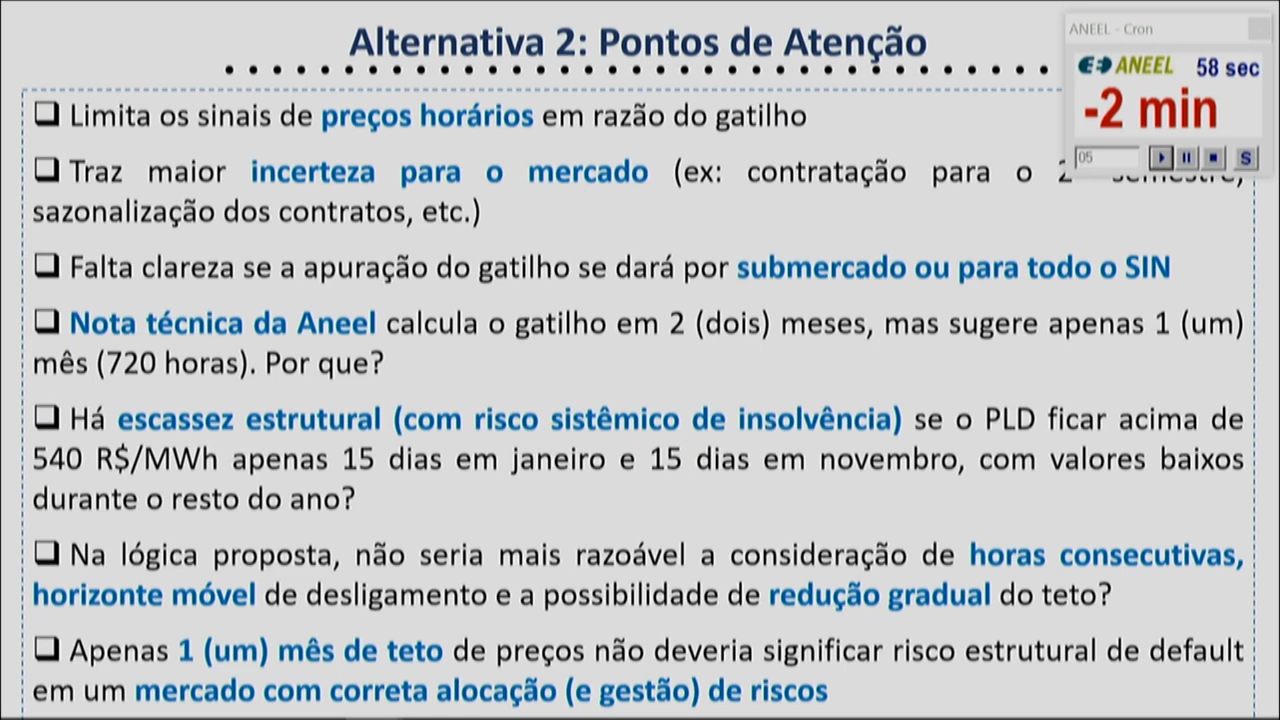 Alternativa 2: Pontos de Atenção
ANEEL - Cron
ANEEL 58 sec
-2 min
05
S
❑ Limita os sinais de preços horários em razão do gatilho
❑ Traz maior incerteza para o mercado (ex: contratação para o
sazonalização dos contratos, etc.)
❑ Falta clareza se a apuração do gatilho se dará por submercado ou para todo o SIN
❑ Nota técnica da Aneel calcula o gatilho em 2 (dois) meses, mas sugere apenas 1 (um)
mês (720 horas). Por que?
❑ Há escassez estrutural (com risco sistêmico de insolvência) se o PLD ficar acima de
540 R$/MWh apenas 15 dias em janeiro e 15 dias em novembro, com valores baixos
durante o resto do ano?
❑ Na lógica proposta, não seria mais razoável a consideração de horas consecutivas,
horizonte móvel de desligamento e a possibilidade de redução gradual do teto?
❑ Apenas 1 (um) mês de teto de preços não deveria significar risco estrutural de default
em um mercado com correta alocação (e gestão) de riscos